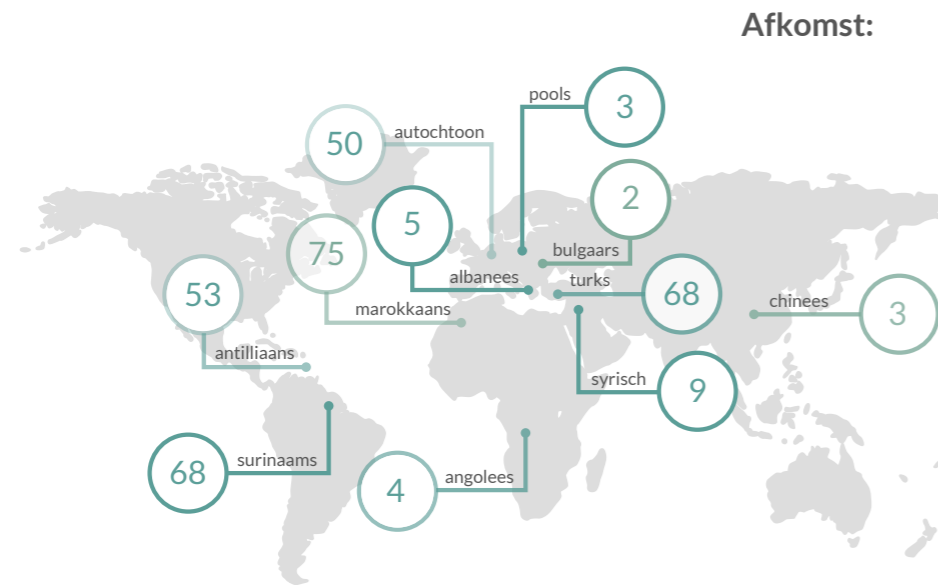 Afkomst:
pools
3
autochtoon
50
2
bulgaars
5
albanees
75
marokkaans
turks
68
53
antilliaans
chinees
3
syrisch
9
surinaams
68
angolees
4